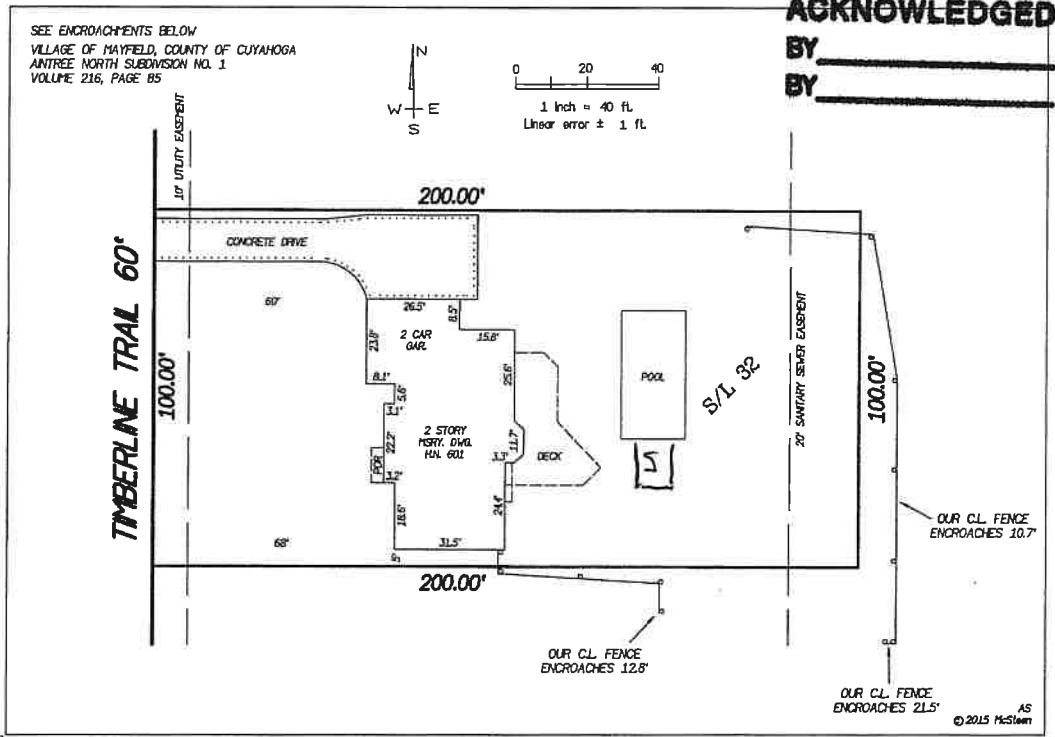 SEE ENCROACHMENTS BELOW
VILLAGE OF MAYFIELD, COUNTY OF CUYAHOGA
AINTREE NORTH SUBDIVISION NO. 1
VOLUME 216, PAGE 85
N
W E
S
0 20 40
1 inch = 40 ft.
Linear error ± 1 ft.
ACKNOWLEDGED
BY
BY
10' UTILITY EASEMENT
200.00'
CONCRETE DRIVE
TIMBERLINE TRAIL 60'
100.00'
60'
26.5'
8.5'
23.8'
2 CAR
GAR.
15.8'
8.1'
5.6'
3.1'
25.6'
22.2'
2 STORY
MSRY. DWG.
H.N. 601
11.7'
3.3'
DECK
POR.
3.2'
24.4'
18.6'
31.5'
5'
68'
200.00'
POOL
S
S/L 32
20' SANITARY SEWER EASEMENT
100.00'
OUR C.L. FENCE
ENCROACHES 10.7'
OUR C.L. FENCE
ENCROACHES 12.8'
OUR C.L. FENCE
ENCROACHES 21.5'
AS
© 2015 McSteen